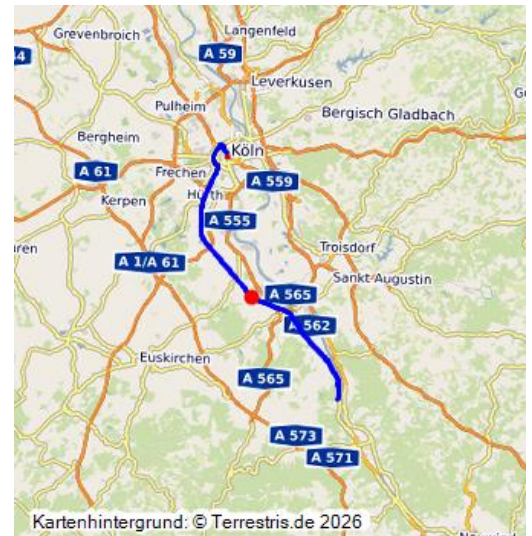 Grevenbroich
Langenfeld
A 59
44
Leverkusen
Pulheim
Bergisch Gladbach
Bergheim
Köln
A 61
Frechen
A 559
Kerpen
Hürth
A 555
Troisdorf
A 1/A 61
Sankt Augustin
A 565
A 562
Euskirchen
A 565
A 573
A 571
Kartenhintergrund: © Terrestris.de 2026